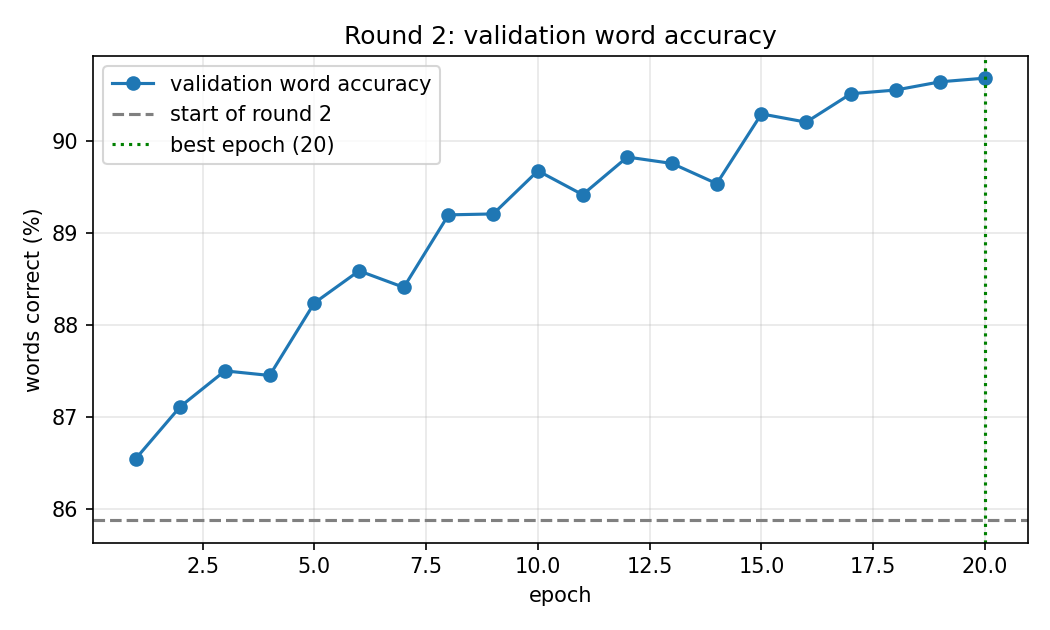 Round 2: validation word accuracy
validation word accuracy
start of round 2
best epoch (20)
words correct (%)
90
89
88
87
86
2.5 5.0 7.5 10.0 12.5 15.0 17.5 20.0
epoch